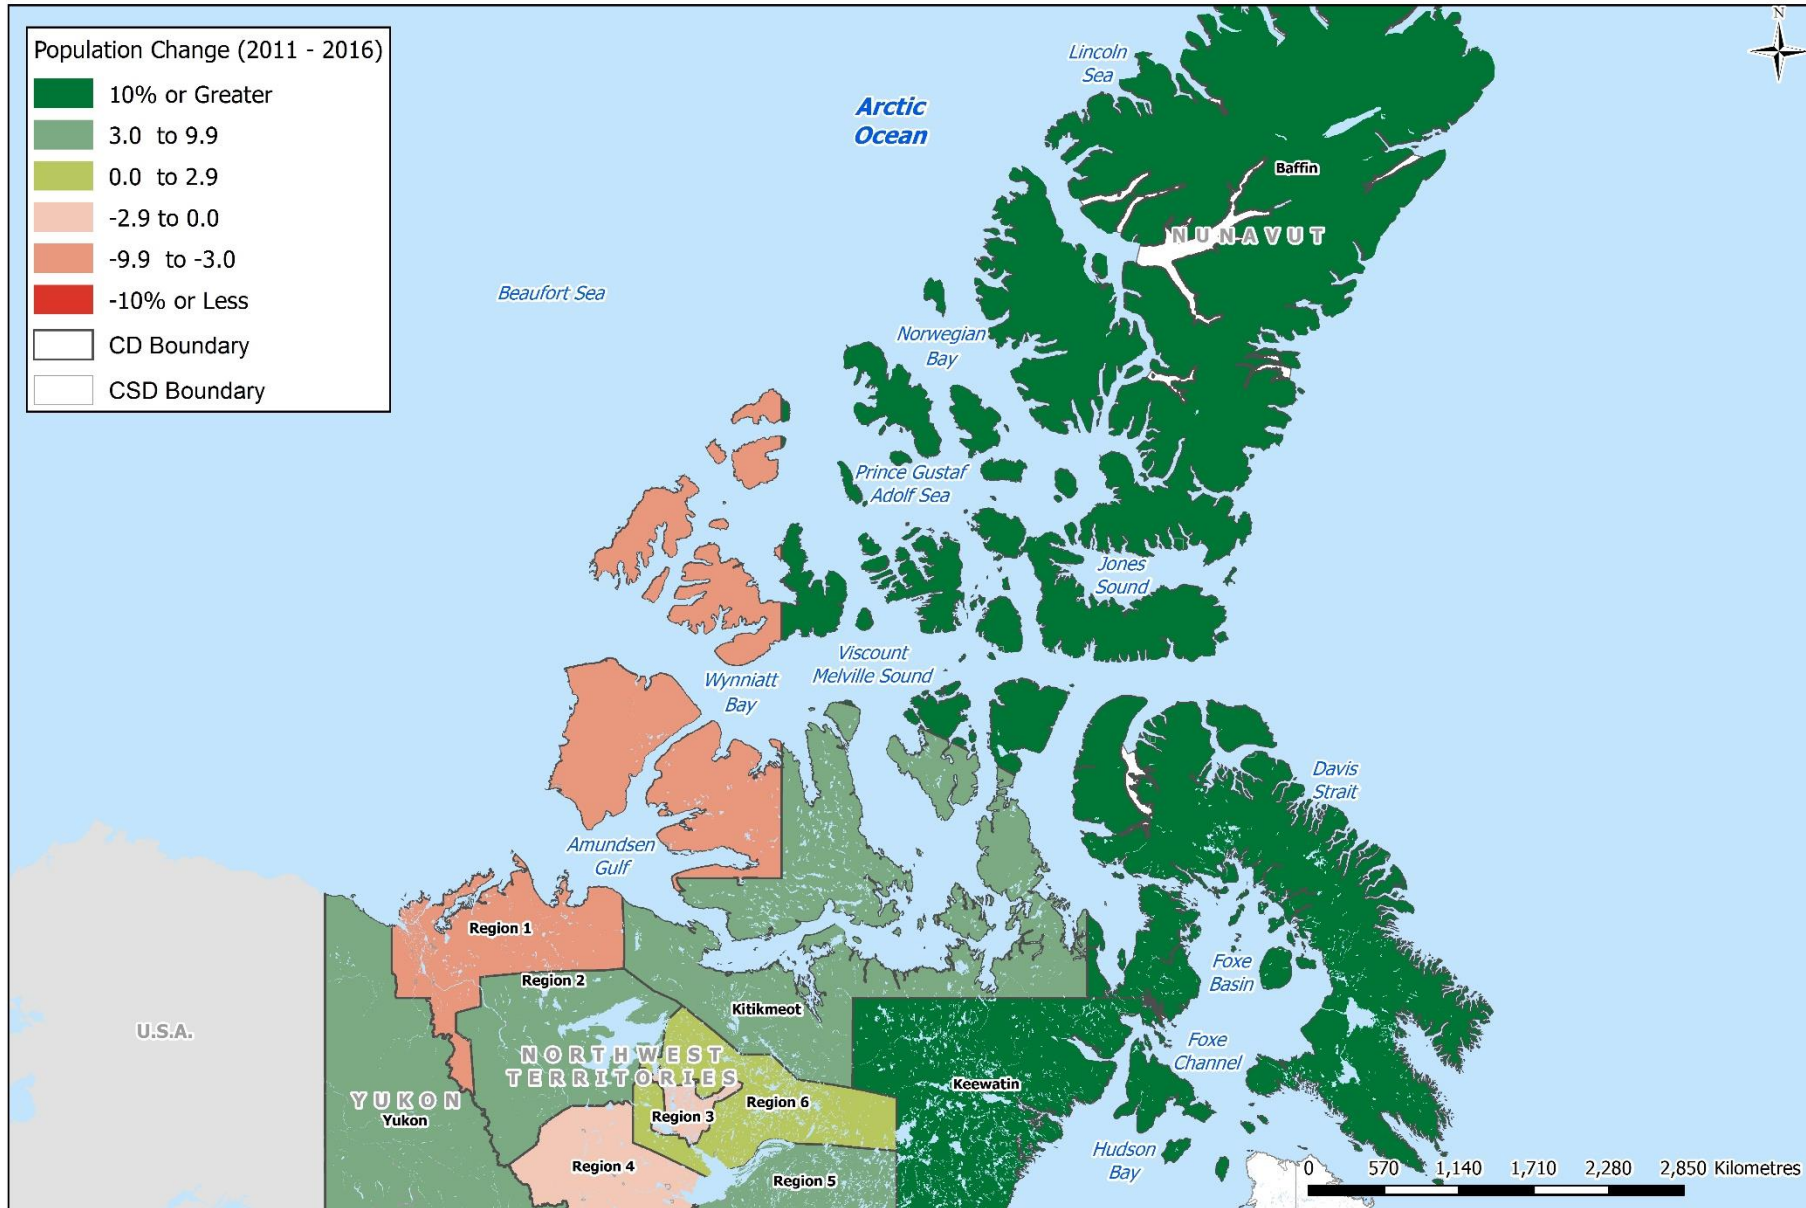 Population Change (2011 - 2016)
10% or Greater
3.0 to 9.9
0.0 to 2.9
-2.9 to 0.0
-9.9 to -3.0
-10% or Less
CD Boundary
CSD Boundary
N
Lincoln
Sea
Arctic
Ocean
Baffin
NUNAVUT
Beaufort Sea
Norwegian
Bay
Prince Gustaf
Adolf Sea
Jones
Sound
Viscount
Melville Sound
Wynniatt
Bay
Davis
Strait
Amundsen
Gulf
Region 1
Region 2
Foxe
Basin
Kitikmeot
U.S.A.
Foxe
Channel
NORTHWEST
TERRITORIES
Keewatin
YUKON
Yukon
Region 3
Region 6
Hudson
Bay
Region 4
Region 5
0 570 1,140 1,710 2,280 2,850 Kilometres